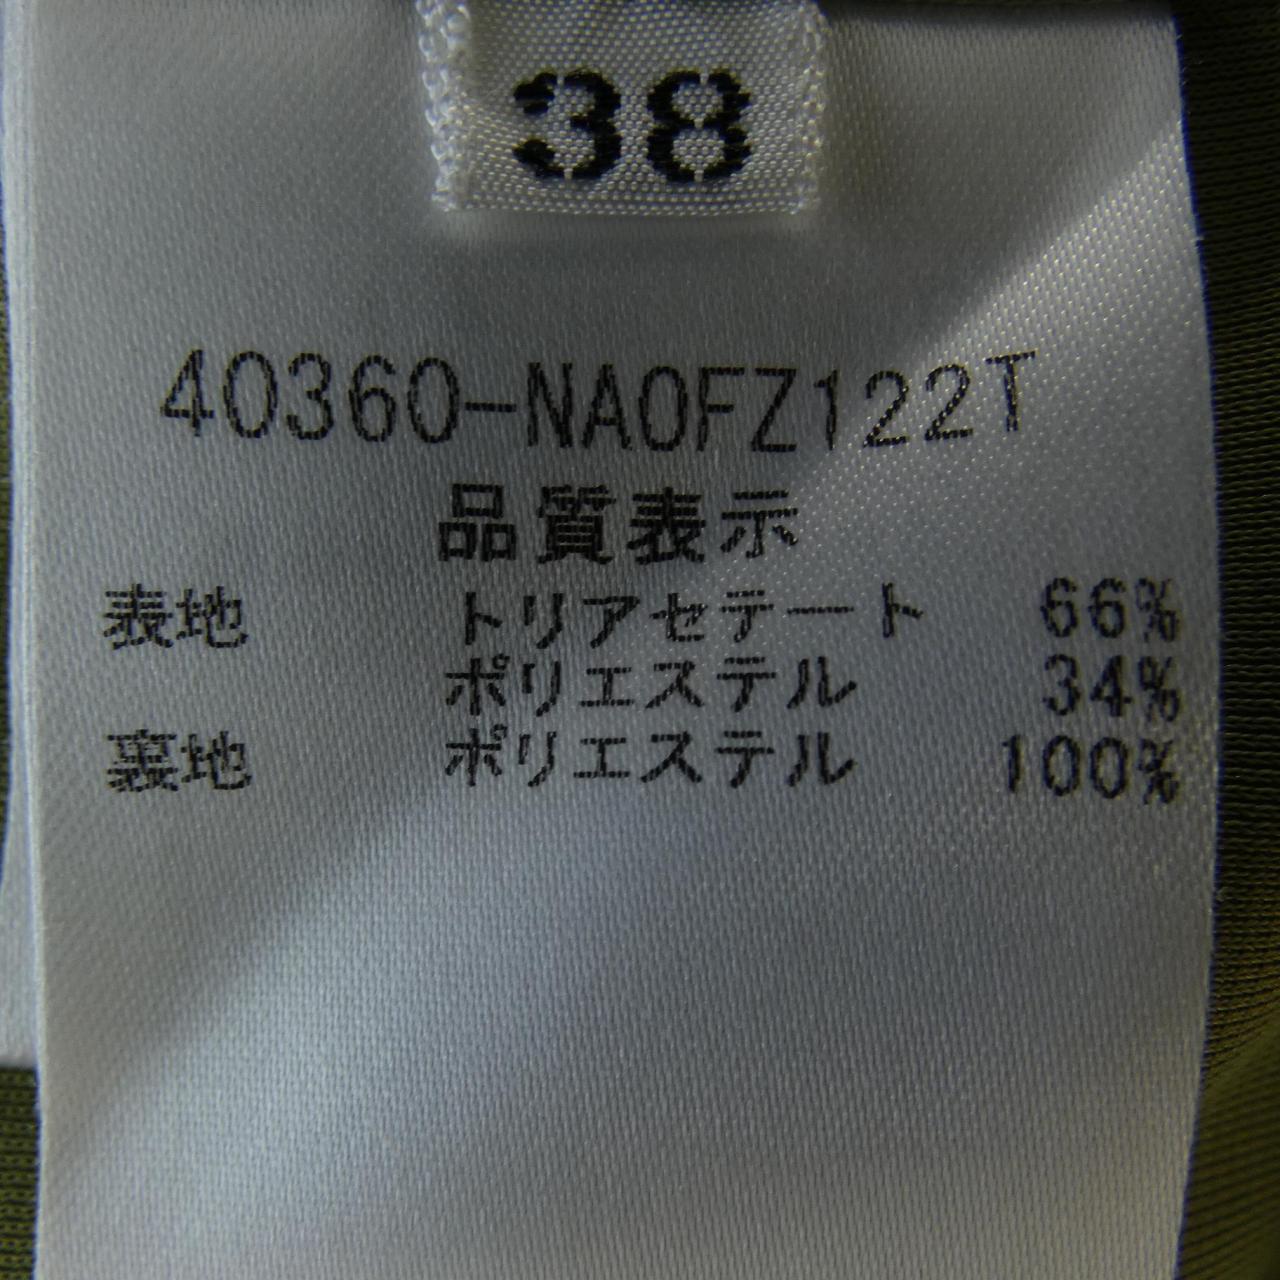 38
40360-NA0FZ122T
品質表示
表地 トリアセテート 66%
ポリエステル 34%
裏地 ポリエステル 100%